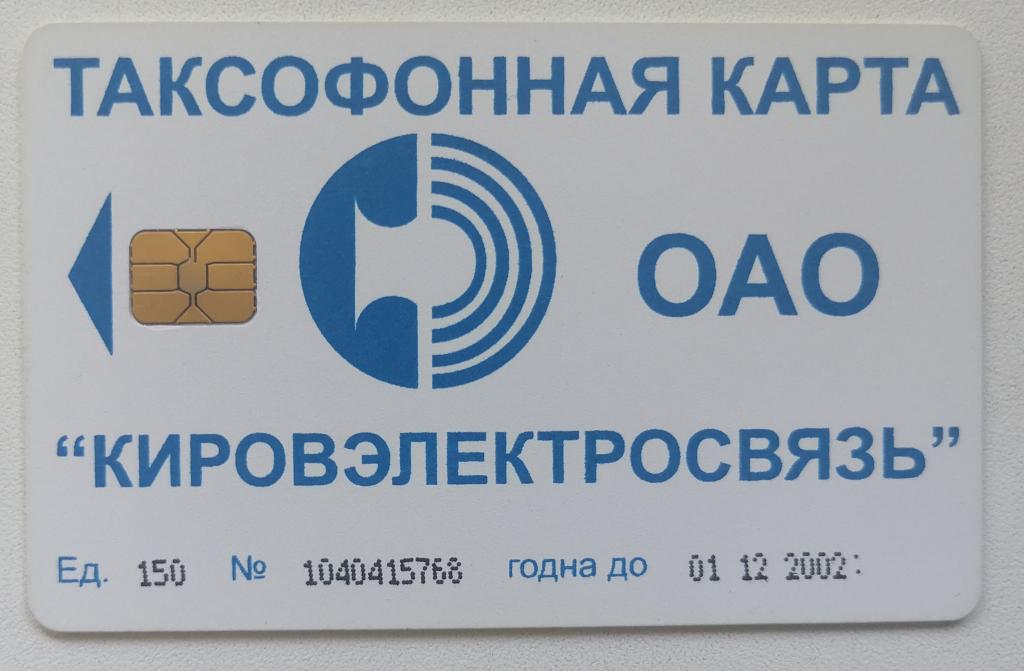 ТАКСОФОННАЯ КАРТА
ОАО
“КИРОВЭЛЕКТРОСВЯЗЬ”
Ед. 150 № 1040415768 годна до 01 12 2002: